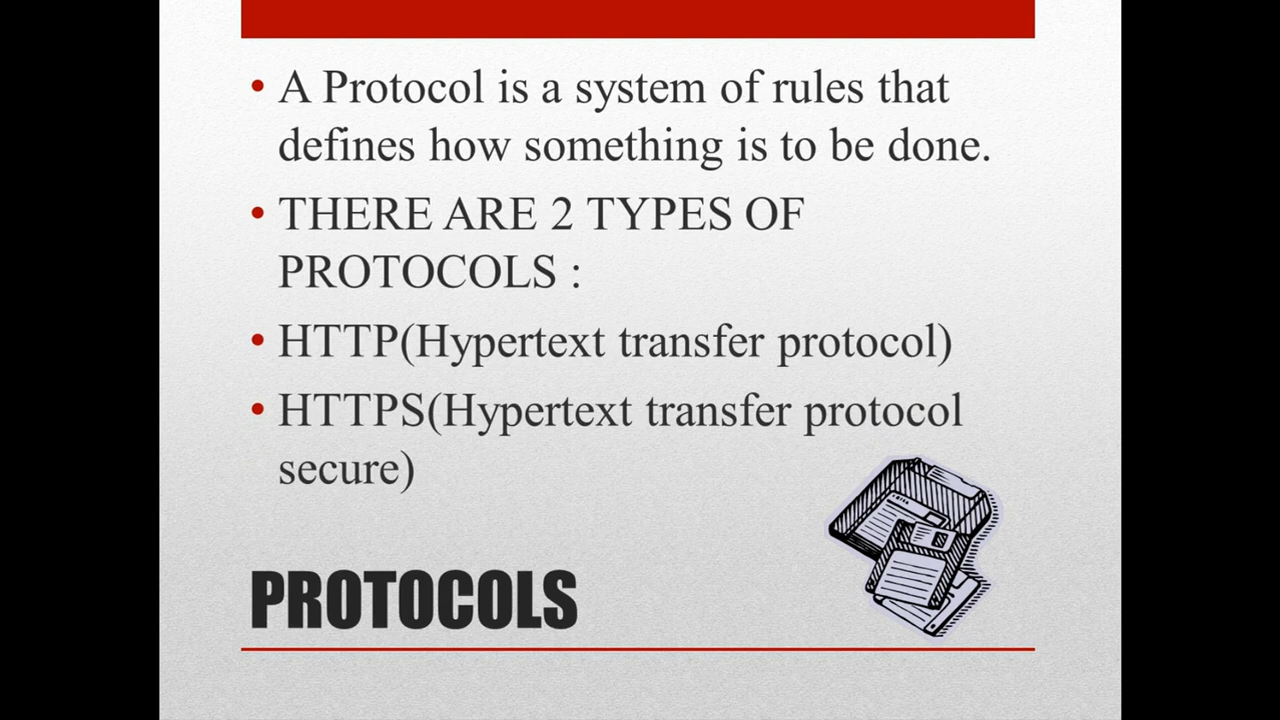 • A Protocol is a system of rules that
defines how something is to be done.
• THERE ARE 2 TYPES OF
PROTOCOLS :
• HTTP(Hypertext transfer protocol)
• HTTPS(Hypertext transfer protocol
secure)
PROTOCOLS